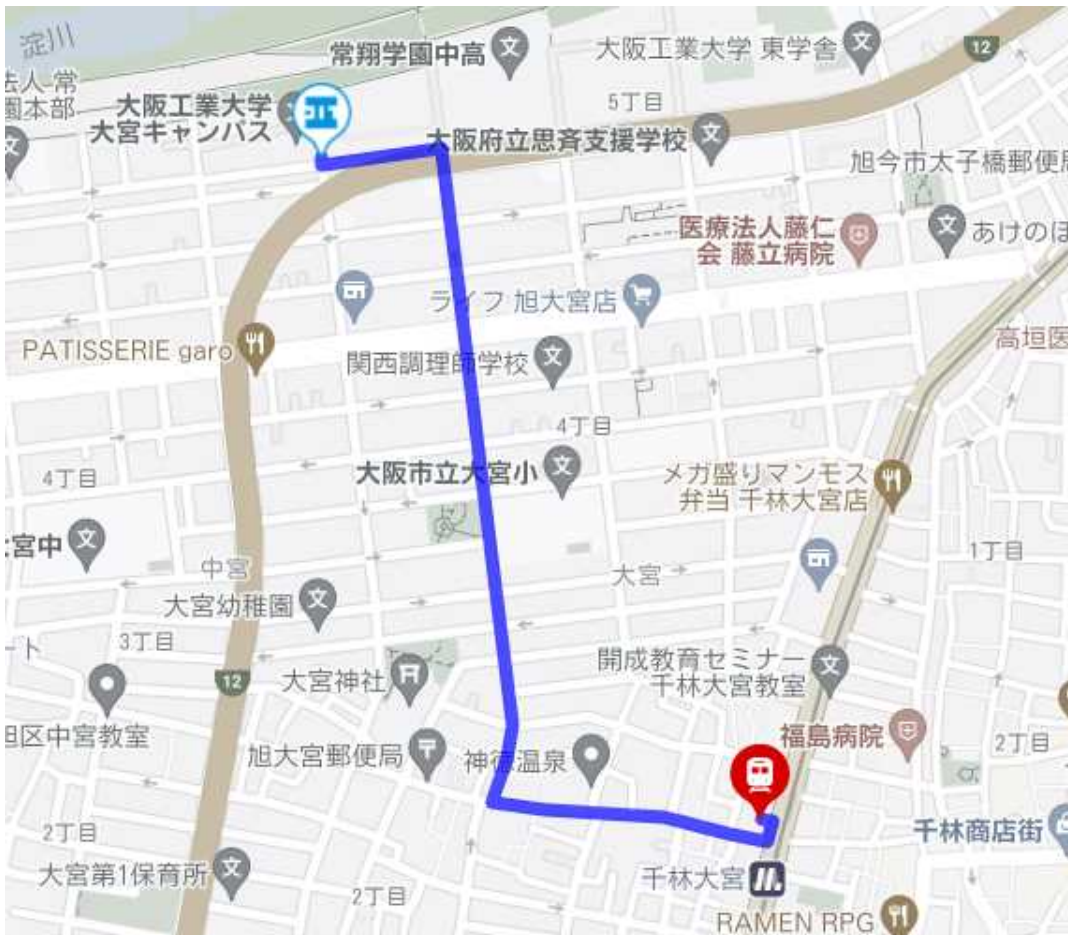 淀川
常翔学園中高
大阪工業大学 東学舎
12
法人 常
園本部
大阪工業大学
大宮キャンパス
5丁目
大阪府立思斉支援学校
旭今市太子橋郵便局
医療法人藤仁
会 藤立病院
あけのほ
ライフ 旭大宮店
PATISSERIE garo
関西調理師学校
高垣医
4丁目
大阪市立大宮小
4丁目
メガ盛りマンモス
弁当 千林大宮店
宮中
1丁目
中宮
大宮
大宮幼稚園
3丁目
ート
開成教育セミナー
千林大宮教室
大宮神社
12
旭区中宮教室
福島病院
2丁目
旭大宮郵便局
神徳温泉
2丁目
千林商店街
大宮第1保育所
千林大宮
2丁目
RAMEN RPG